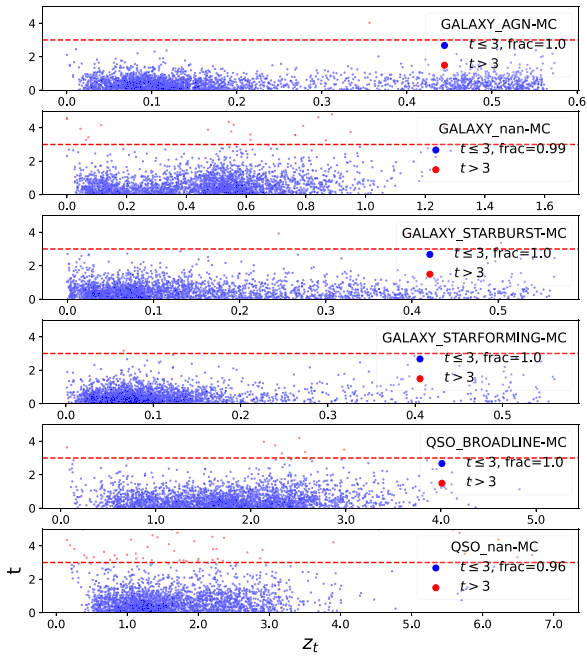 GALAXY_AGN-MC
t ≤ 3, frac=1.0
t > 3
4
2
0
0.0 0.1 0.2 0.3 0.4 0.5 0.6
GALAXY_nan-MC
t ≤ 3, frac=0.99
t > 3
4
2
0
0.0 0.2 0.4 0.6 0.8 1.0 1.2 1.4 1.6
GALAXY_STARBURST-MC
t ≤ 3, frac=1.0
t > 3
4
2
0
0.0 0.1 0.2 0.3 0.4 0.5
GALAXY_STARFORMING-MC
t ≤ 3, frac=1.0
t > 3
4
2
0
0.0 0.1 0.2 0.3 0.4 0.5
QSO_BROADLINE-MC
t ≤ 3, frac=1.0
t > 3
4
2
0
0.0 1.0 2.0 3.0 4.0 5.0
QSO_nan-MC
t ≤ 3, frac=0.96
t > 3
4
2
0
0.0 1.0 2.0 3.0 4.0 5.0 6.0 7.0
t
z_t